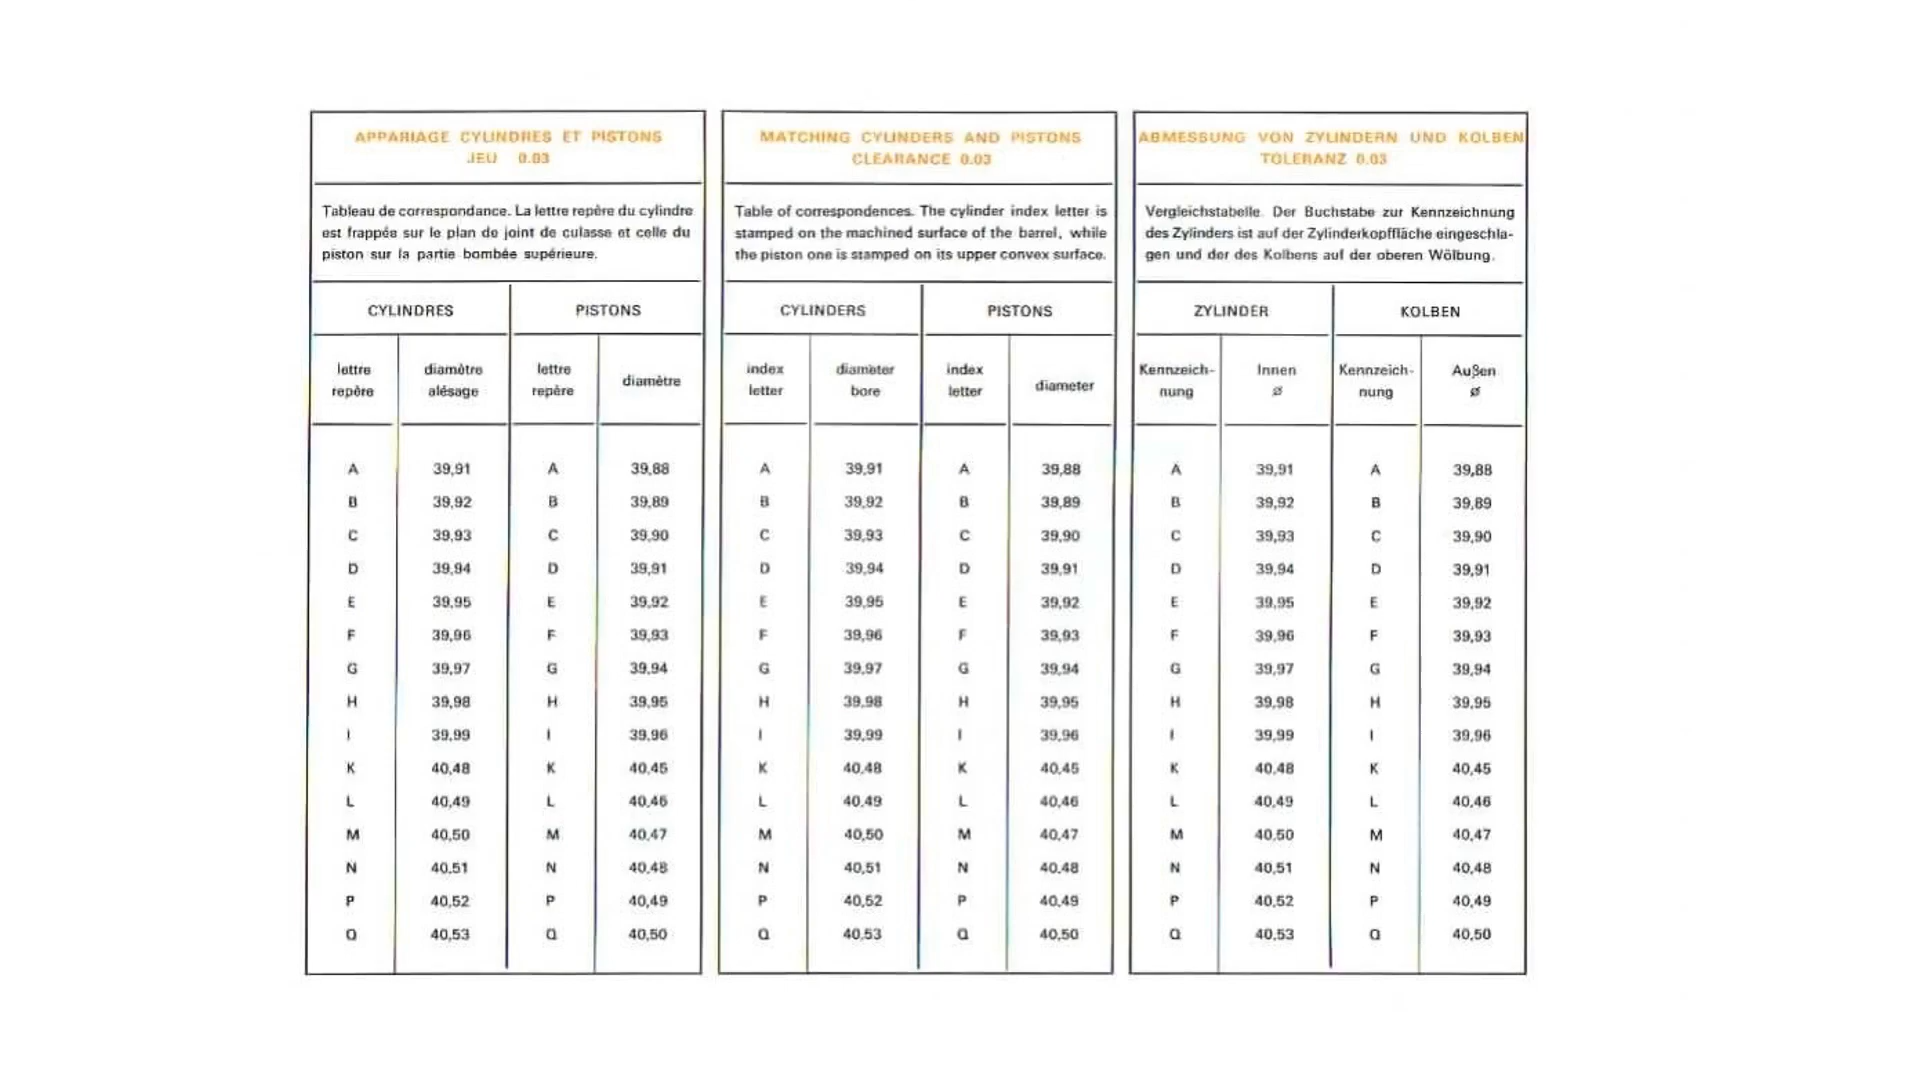 APPARIAGE CYLINDRES ET PISTONS
JEU 0.03
Tableau de correspondance. La lettre repère du cylindre
est frappée sur le plan de joint de culasse et celle du
piston sur la partie bombée supérieure.
CYLINDRES PISTONS
lettre repère diamètre alésage lettre repère diamètre
A 39,91 A 39,88
B 39,92 B 39,89
C 39,93 C 39,90
D 39,94 D 39,91
E 39,95 E 39,92
F 39,96 F 39,93
G 39,97 G 39,94
H 39,98 H 39,95
I 39,99 I 39,96
K 40,48 K 40,45
L 40,49 L 40,46
M 40,50 M 40,47
N 40,51 N 40,48
P 40,52 P 40,49
Q 40,53 Q 40,50
MATCHING CYLINDERS AND PISTONS
CLEARANCE 0.03
Table of correspondences. The cylinder index letter is
stamped on the machined surface of the barrel, while
the piston one is stamped on its upper convex surface.
CYLINDERS PISTONS
index letter diameter bore index letter diameter
A 39,91 A 39,88
B 39,92 B 39,89
C 39,93 C 39,90
D 39,94 D 39,91
E 39,95 E 39,92
F 39,96 F 39,93
G 39,97 G 39,94
H 39,98 H 39,95
I 39,99 I 39,96
K 40,48 K 40,45
L 40,49 L 40,46
M 40,50 M 40,47
N 40,51 N 40,48
P 40,52 P 40,49
Q 40,53 Q 40,50
ABMESSUNG VON ZYLINDERN UND KOLBEN
TOLERANZ 0.03
Vergleichstabelle. Der Buchstabe zur Kennzeichnung
des Zylinders ist auf der Zylinderkopffläche eingeschla-
gen und der des Kolbens auf der oberen Wölbung.
ZYLINDER KOLBEN
Kennzeich-nung Innen ø Kennzeich-nung Außen ø
A 39,91 A 39,88
B 39,92 B 39,89
C 39,93 C 39,90
D 39,94 D 39,91
E 39,95 E 39,92
F 39,96 F 39,93
G 39,97 G 39,94
H 39,98 H 39,95
I 39,99 I 39,96
K 40,48 K 40,45
L 40,49 L 40,46
M 40,50 M 40,47
N 40,51 N 40,48
P 40,52 P 40,49
Q 40,53 Q 40,50